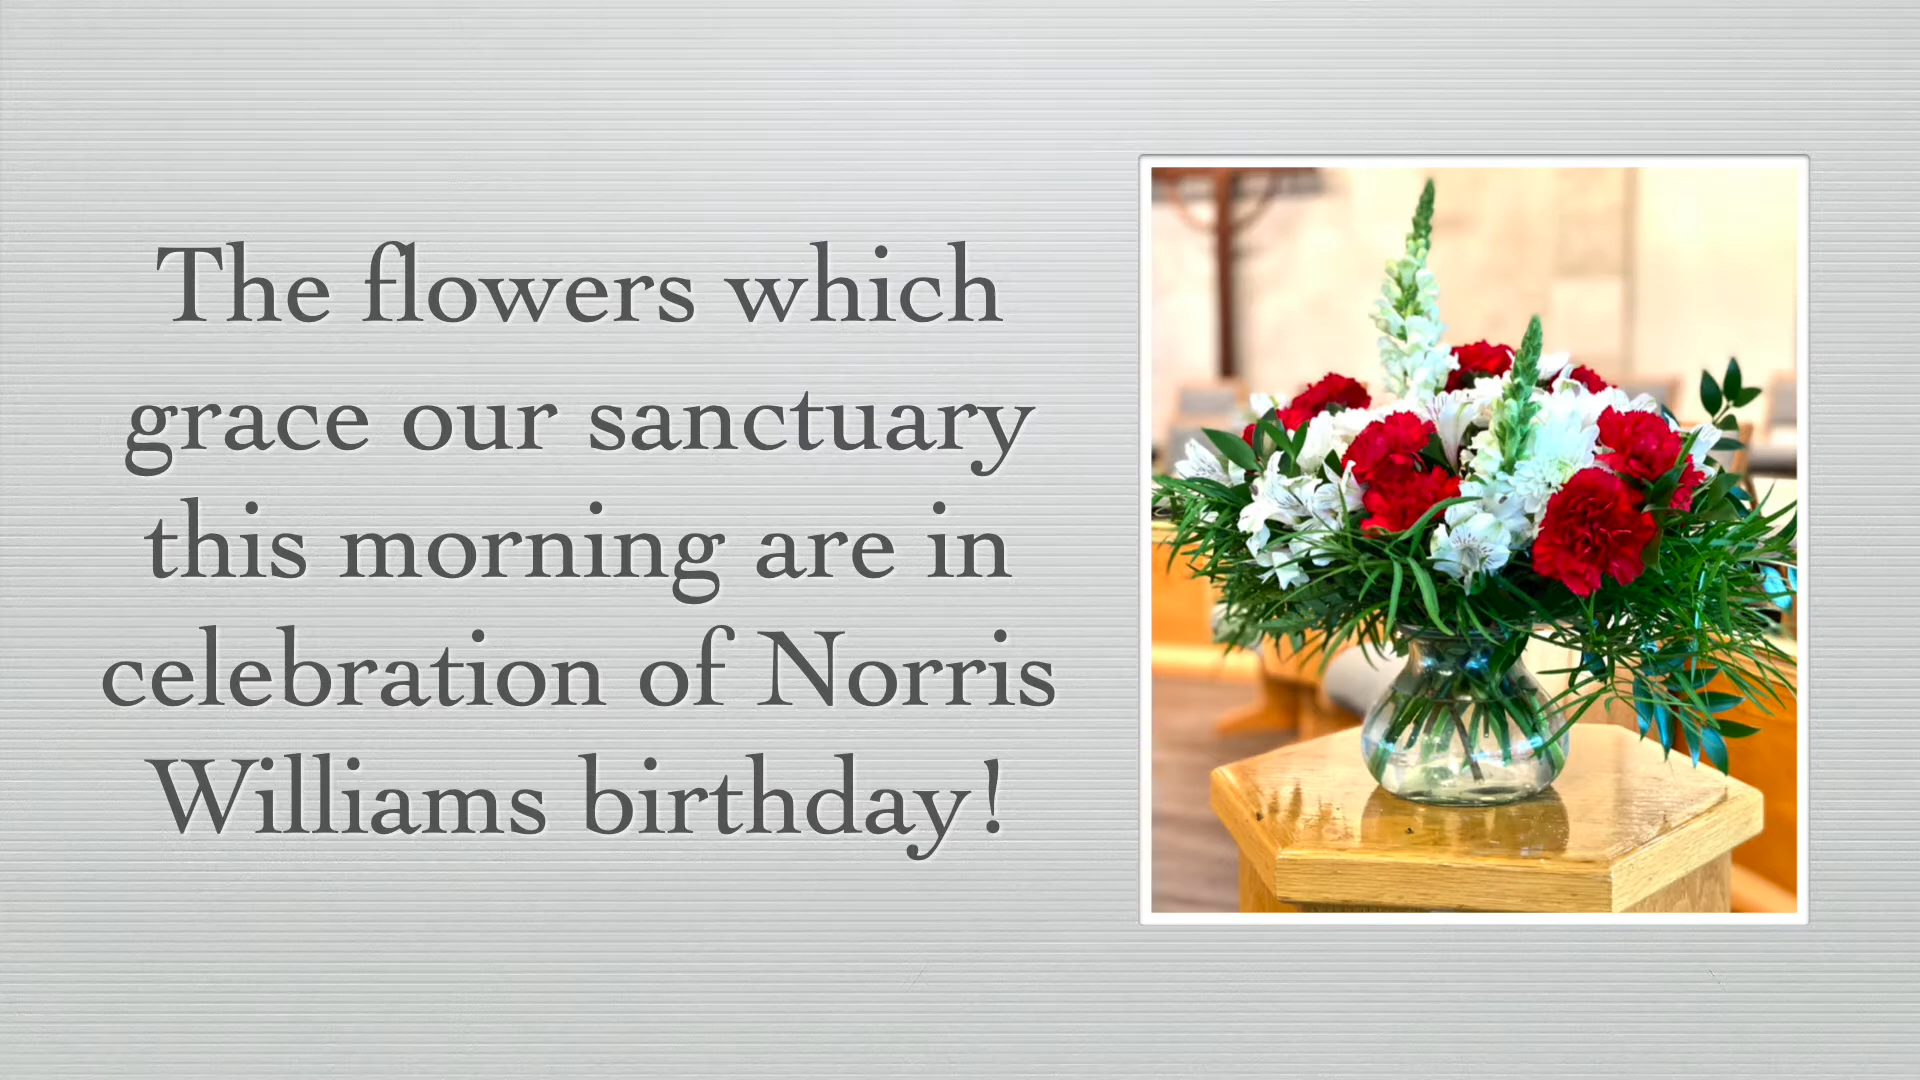 The flowers which
grace our sanctuary
this morning are in
celebration of Norris
Williams birthday!